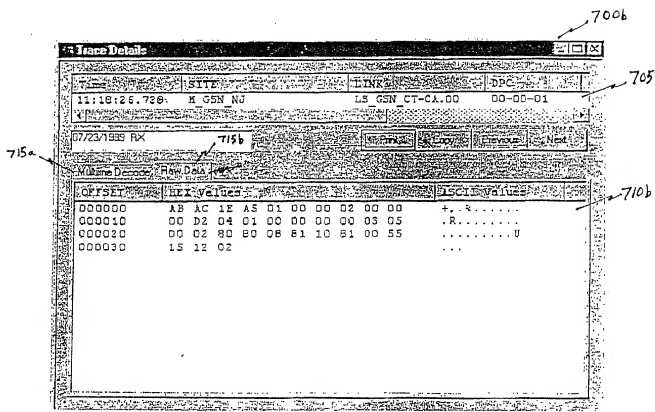 700b
Trace Details
Time SITE LINK DPC
705
11:18:26.728 M_GSN_NJ LS_GSN_CT-CA.00 00-00-01
07/23/1999 RX
715b
Print Copy Previous Next
715a
Multiline Decode Raw Data
OFFSET HEX Values ASCII Values
710b
000000 AB AC 1E A5 01 00 00 02 00 00 +,.%......
000010 00 D2 04 01 00 00 00 00 03 05 .R........
000020 00 02 80 80 08 81 10 81 00 55 .........U
000030 15 12 02 ...